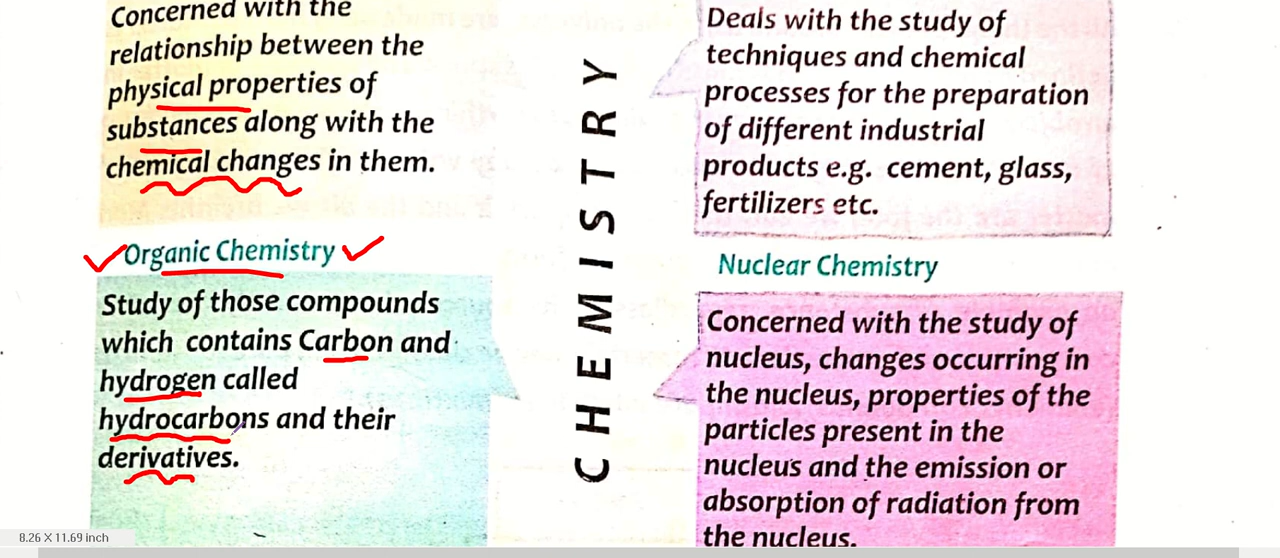 Concerned with the
relationship between the
physical properties of
substances along with the
chemical changes in them.
Organic Chemistry
Study of those compounds
which contains Carbon and
hydrogen called
hydrocarbons and their
derivatives.
CHEMISTRY
Deals with the study of
techniques and chemical
processes for the preparation
of different industrial
products e.g. cement, glass,
fertilizers etc.
Nuclear Chemistry
Concerned with the study of
nucleus, changes occurring in
the nucleus, properties of the
particles present in the
nucleus and the emission or
absorption of radiation from
the nucleus.
8.26 X 11.69 inch